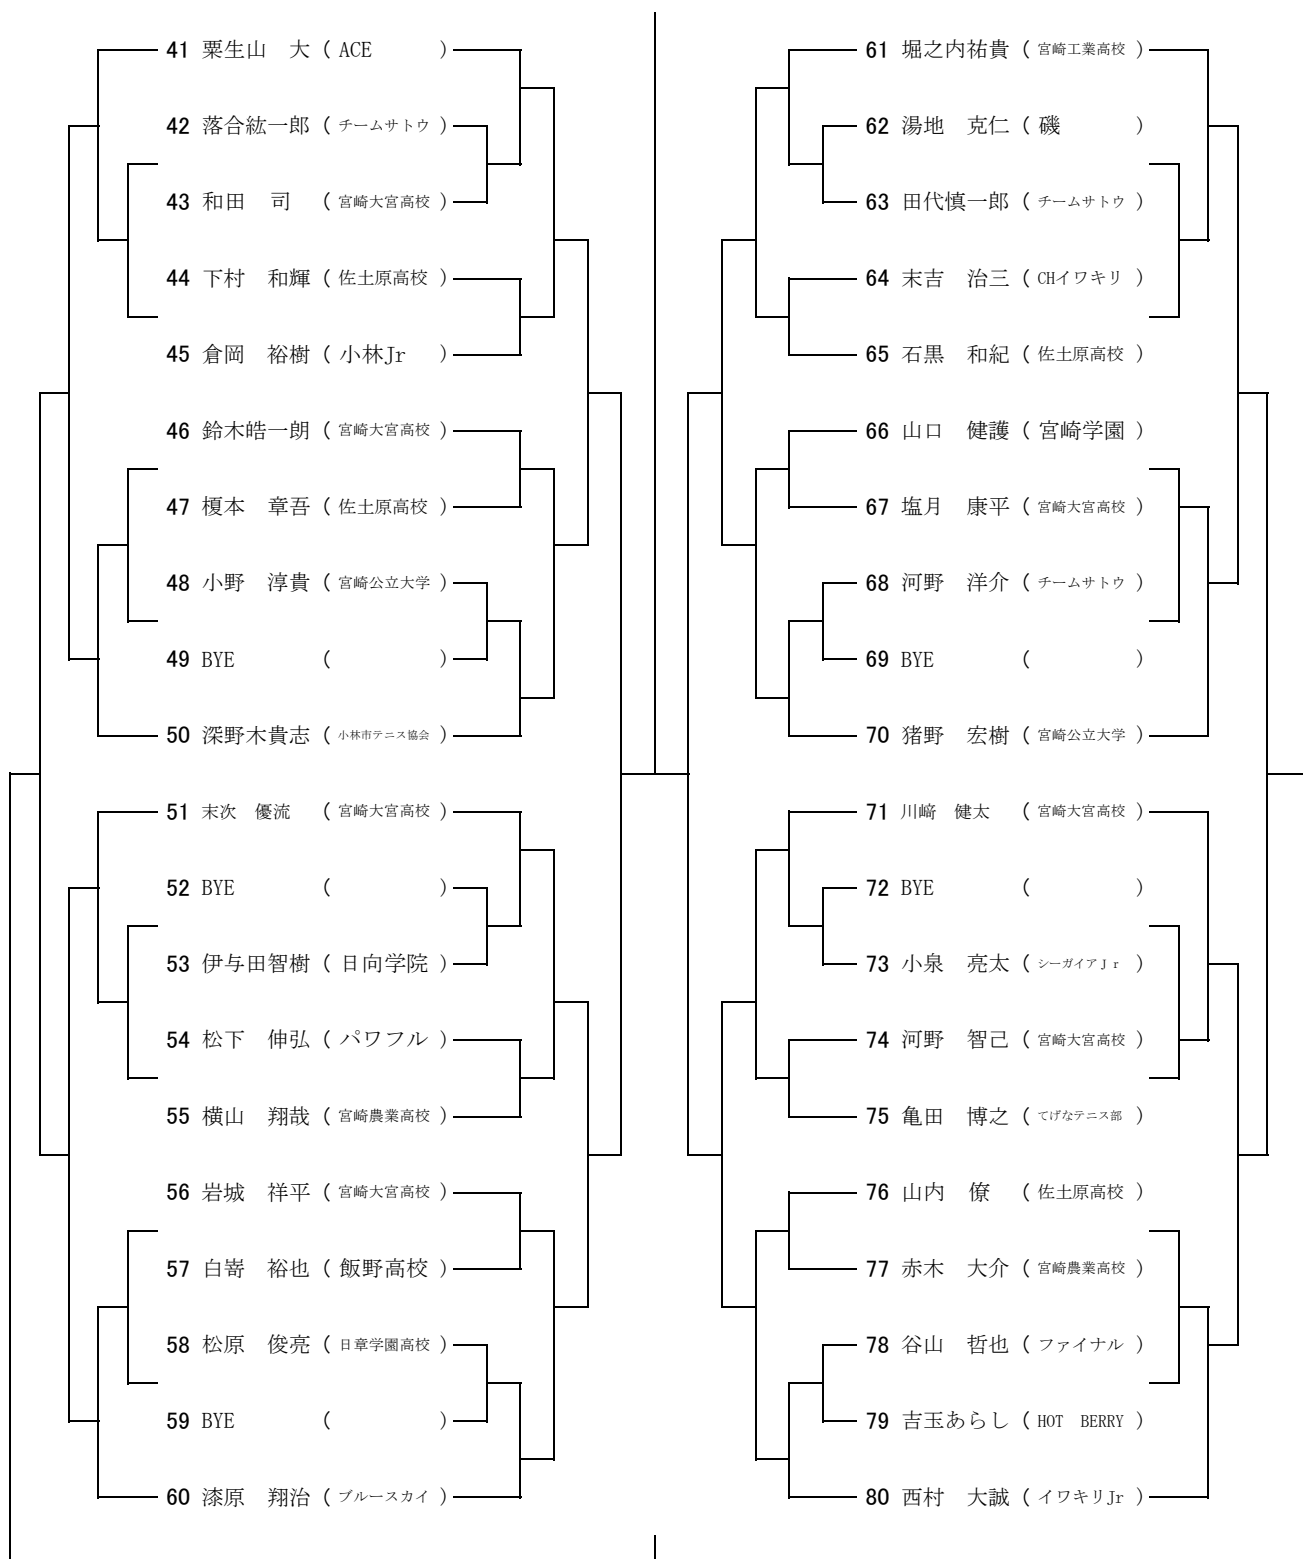 41 粟生山　大 ( ACE )
42 落合紘一郎 ( チームサトウ )
43 和田　司 ( 宮崎大宮高校 )
44 下村　和輝 ( 佐土原高校 )
45 倉岡　裕樹 ( 小林Jr )
46 鈴木皓一朗 ( 宮崎大宮高校 )
47 榎本　章吾 ( 佐土原高校 )
48 小野　淳貴 ( 宮崎公立大学 )
49 BYE ( )
50 深野木貴志 ( 小林市テニス協会 )
51 末次　優流 ( 宮崎大宮高校 )
52 BYE ( )
53 伊与田智樹 ( 日向学院 )
54 松下　伸弘 ( パワフル )
55 横山　翔哉 ( 宮崎農業高校 )
56 岩城　祥平 ( 宮崎大宮高校 )
57 白嵜　裕也 ( 飯野高校 )
58 松原　俊亮 ( 日章学園高校 )
59 BYE ( )
60 漆原　翔治 ( ブルースカイ )
61 堀之内祐貴 ( 宮崎工業高校 )
62 湯地　克仁 ( 磯 )
63 田代慎一郎 ( チームサトウ )
64 末吉　治三 ( CHイワキリ )
65 石黒　和紀 ( 佐土原高校 )
66 山口　健護 ( 宮崎学園 )
67 塩月　康平 ( 宮崎大宮高校 )
68 河野　洋介 ( チームサトウ )
69 BYE ( )
70 猪野　宏樹 ( 宮崎公立大学 )
71 川﨑　健太 ( 宮崎大宮高校 )
72 BYE ( )
73 小泉　亮太 ( シーガイアＪｒ )
74 河野　智己 ( 宮崎大宮高校 )
75 亀田　博之 ( てげなテニス部 )
76 山内　僚 ( 佐土原高校 )
77 赤木　大介 ( 宮崎農業高校 )
78 谷山　哲也 ( ファイナル )
79 吉玉あらし ( HOT　BERRY )
80 西村　大誠 ( イワキリJr )